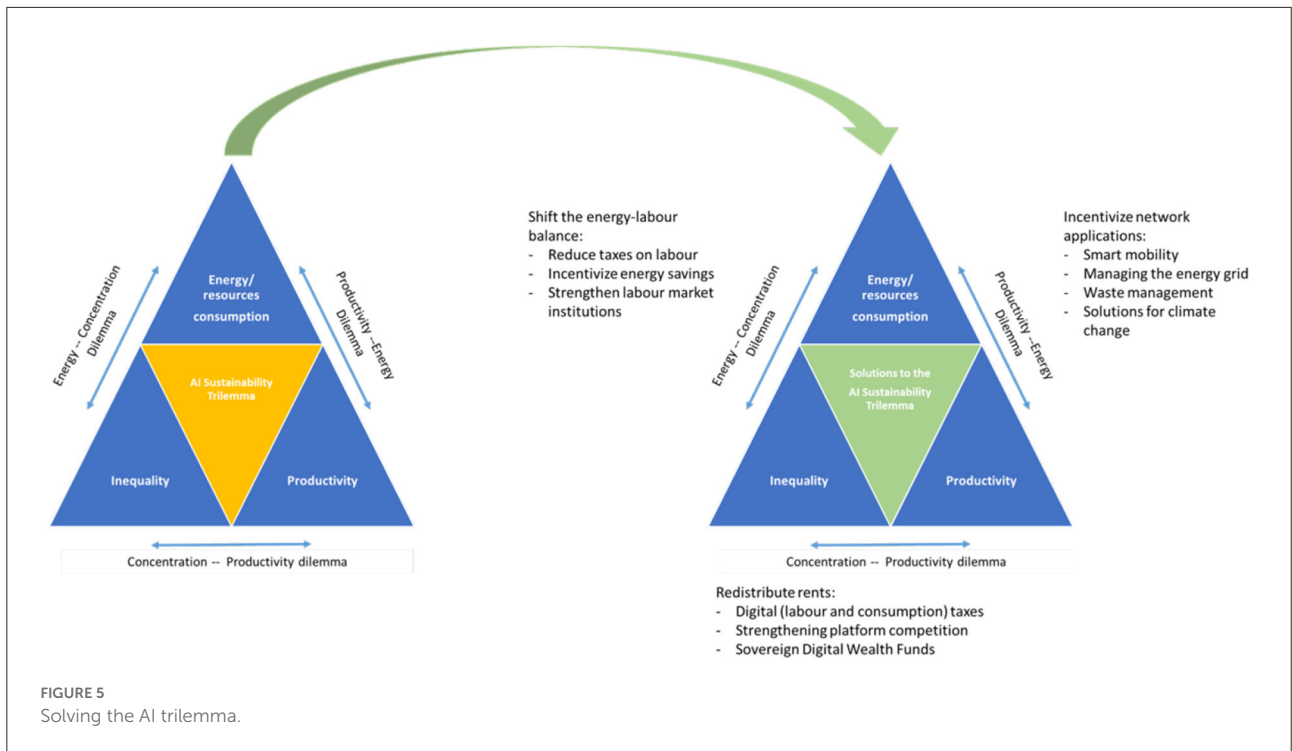 Energy -- Concentration
Dilemma
Energy/
resources
consumption
Productivity --Energy
Dilemma
AI Sustainability
Trilemma
Inequality
Productivity
Concentration -- Productivity dilemma
Shift the energy-labour
balance:
- Reduce taxes on labour
- Incentivize energy savings
- Strengthen labour market
institutions
Energy -- Concentration
Dilemma
Energy/
resources
consumption
Productivity --Energy
Dilemma
Solutions to the
AI Sustainability
Trilemma
Inequality
Productivity
Concentration -- Productivity dilemma
Incentivize network
applications:
- Smart mobility
- Managing the energy grid
- Waste management
- Solutions for climate
change
Redistribute rents:
- Digital (labour and consumption) taxes
- Strengthening platform competition
- Sovereign Digital Wealth Funds
FIGURE 5
Solving the AI trilemma.